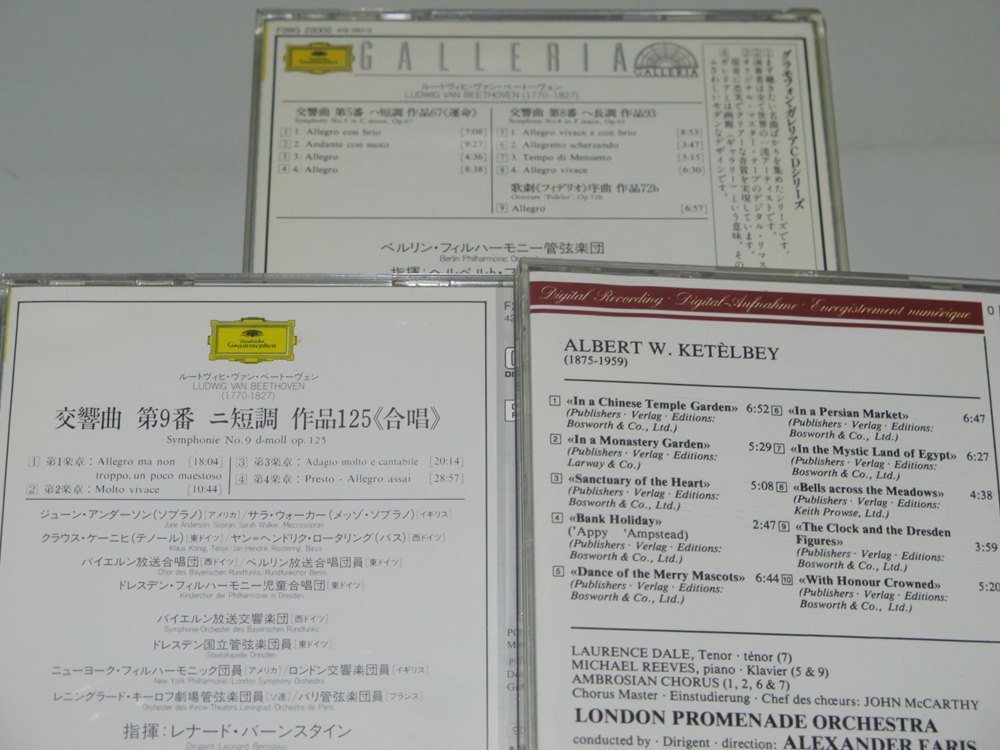 F28G 22002
Deutsche Grammophon
GALLERIA
GALLERIA
ルートヴィヒ・ヴァン・ベートーヴェン
LUDWIG VAN BEETHOVEN (1770-1827)
交響曲 第5番 ハ短調 作品67《運命》
Symphonie No.5 in C minor, Op.67
1 1. Allegro con brio [7:08]
2 2. Andante con moto [9:27]
3 3. Allegro [4:36]
4 4. Allegro [8:38]
交響曲 第8番 ヘ長調 作品93
5 1. Allegro vivace e con brio [8:53]
6 2. Allegretto scherzando [3:47]
7 3. Tempo di Menuetto [5:15]
8 4. Allegro vivace [6:30]
歌劇《フィデリオ》序曲 作品72b
Overture "Fidelio", Op.72b
9 Allegro [6:57]
ベルリン・フィルハーモニー管弦楽団
Berlin Philharmonic
指揮:ヘルベルト・フ
グラモフォン・ガレリアCDシリーズ
Deutsche Grammophon
ルートヴィヒ・ヴァン・ベートーヴェン
LUDWIG VAN BEETHOVEN
(1770-1827)
交響曲 第9番 ニ短調 作品125《合唱》
Symphonie No.9 d-moll op.125
1 第1楽章:Allegro ma non [18:04]
troppo, un poco maestoso
2 第2楽章:Molto vivace [10:44]
3 第3楽章:Adagio molto e cantabile [20:14]
4 第4楽章:Presto - Allegro assai [28:57]
ジューン・アンダーソン(ソプラノ)[アメリカ]/サラ・ウォーカー(メッゾ・ソプラノ)[イギリス]
June Anderson, Sopran/Sarah Walker, Mezzosopran
クラウス・ケーニヒ(テノール)[東ドイツ]/ヤン=ヘンドリク・ロータリング(バス)[西ドイツ]
Klaus König, Tenor/Jan-Hendrik Rootering, Bass
バイエルン放送合唱団[西ドイツ]/ベルリン放送合唱団員[東ドイツ]
Chor des Bayerischen Rundfunks/Rundfunkchor Berlin
ドレスデン・フィルハーモニー児童合唱団[東ドイツ]
Kinderchor der Philharmonie in Dresden
バイエルン放送交響楽団[西ドイツ]
Symphonie-Orchester des Bayerischen Rundfunks
ドレスデン国立管弦楽団員[東ドイツ]
Staatskapelle Dresden
ニューヨーク・フィルハーモニック団員[アメリカ]/ロンドン交響楽団員[イギリス]
New York Philharmonic/London Symphony Orchestra
レニングラード・キーロフ劇場管弦楽団員[ソ連]/パリ管弦楽団員[フランス]
Orchester des Kirow Theaters Leningrad/Orchestre de Paris
指揮:レナード・バーンスタイン
Dirigent: Leonard Bernstein
Digital Recording · Digital-Aufnahme · Enregistrement numérique
ALBERT W. KETÈLBEY
(1875-1959)
1 «In a Chinese Temple Garden» 6:52
(Publishers · Verlag · Editions:
Bosworth & Co., Ltd.)
2 «In a Monastery Garden» 5:29
(Publishers · Verlag · Editions:
Larway & Co.)
3 «Sanctuary of the Heart» 5:08
(Publishers · Verlag · Editions:
Bosworth & Co., Ltd.)
4 «Bank Holiday» 2:47
('Appy 'Ampstead)
(Publishers · Verlag · Editions:
Bosworth & Co., Ltd.)
5 «Dance of the Merry Mascots» 6:44
(Publishers · Verlag · Editions:
Bosworth & Co., Ltd.)
6 «In a Persian Market» 6:47
(Publishers · Verlag · Editions:
Bosworth & Co., Ltd.)
7 «In the Mystic Land of Egypt» 6:27
(Publishers · Verlag · Editions:
Bosworth & Co., Ltd.)
8 «Bells across the Meadows» 4:38
(Publishers · Verlag · Editions:
Keith Prowse, Ltd.)
9 «The Clock and the Dresden
Figures» 3:59
(Publishers · Verlag · Editions:
Bosworth & Co., Ltd.)
10 «With Honour Crowned» 5:20
(Publishers · Verlag · Editions:
Bosworth & Co., Ltd.)
LAURENCE DALE, Tenor · ténor (7)
MICHAEL REEVES, piano · Klavier (5 & 9)
AMBROSIAN CHORUS (1, 2, 6 & 7)
Chorus Master · Einstudierung · Chef des chœurs: JOHN McCARTHY
LONDON PROMENADE ORCHESTRA
conducted by · Dirigent · direction: ALEXANDER FARIS